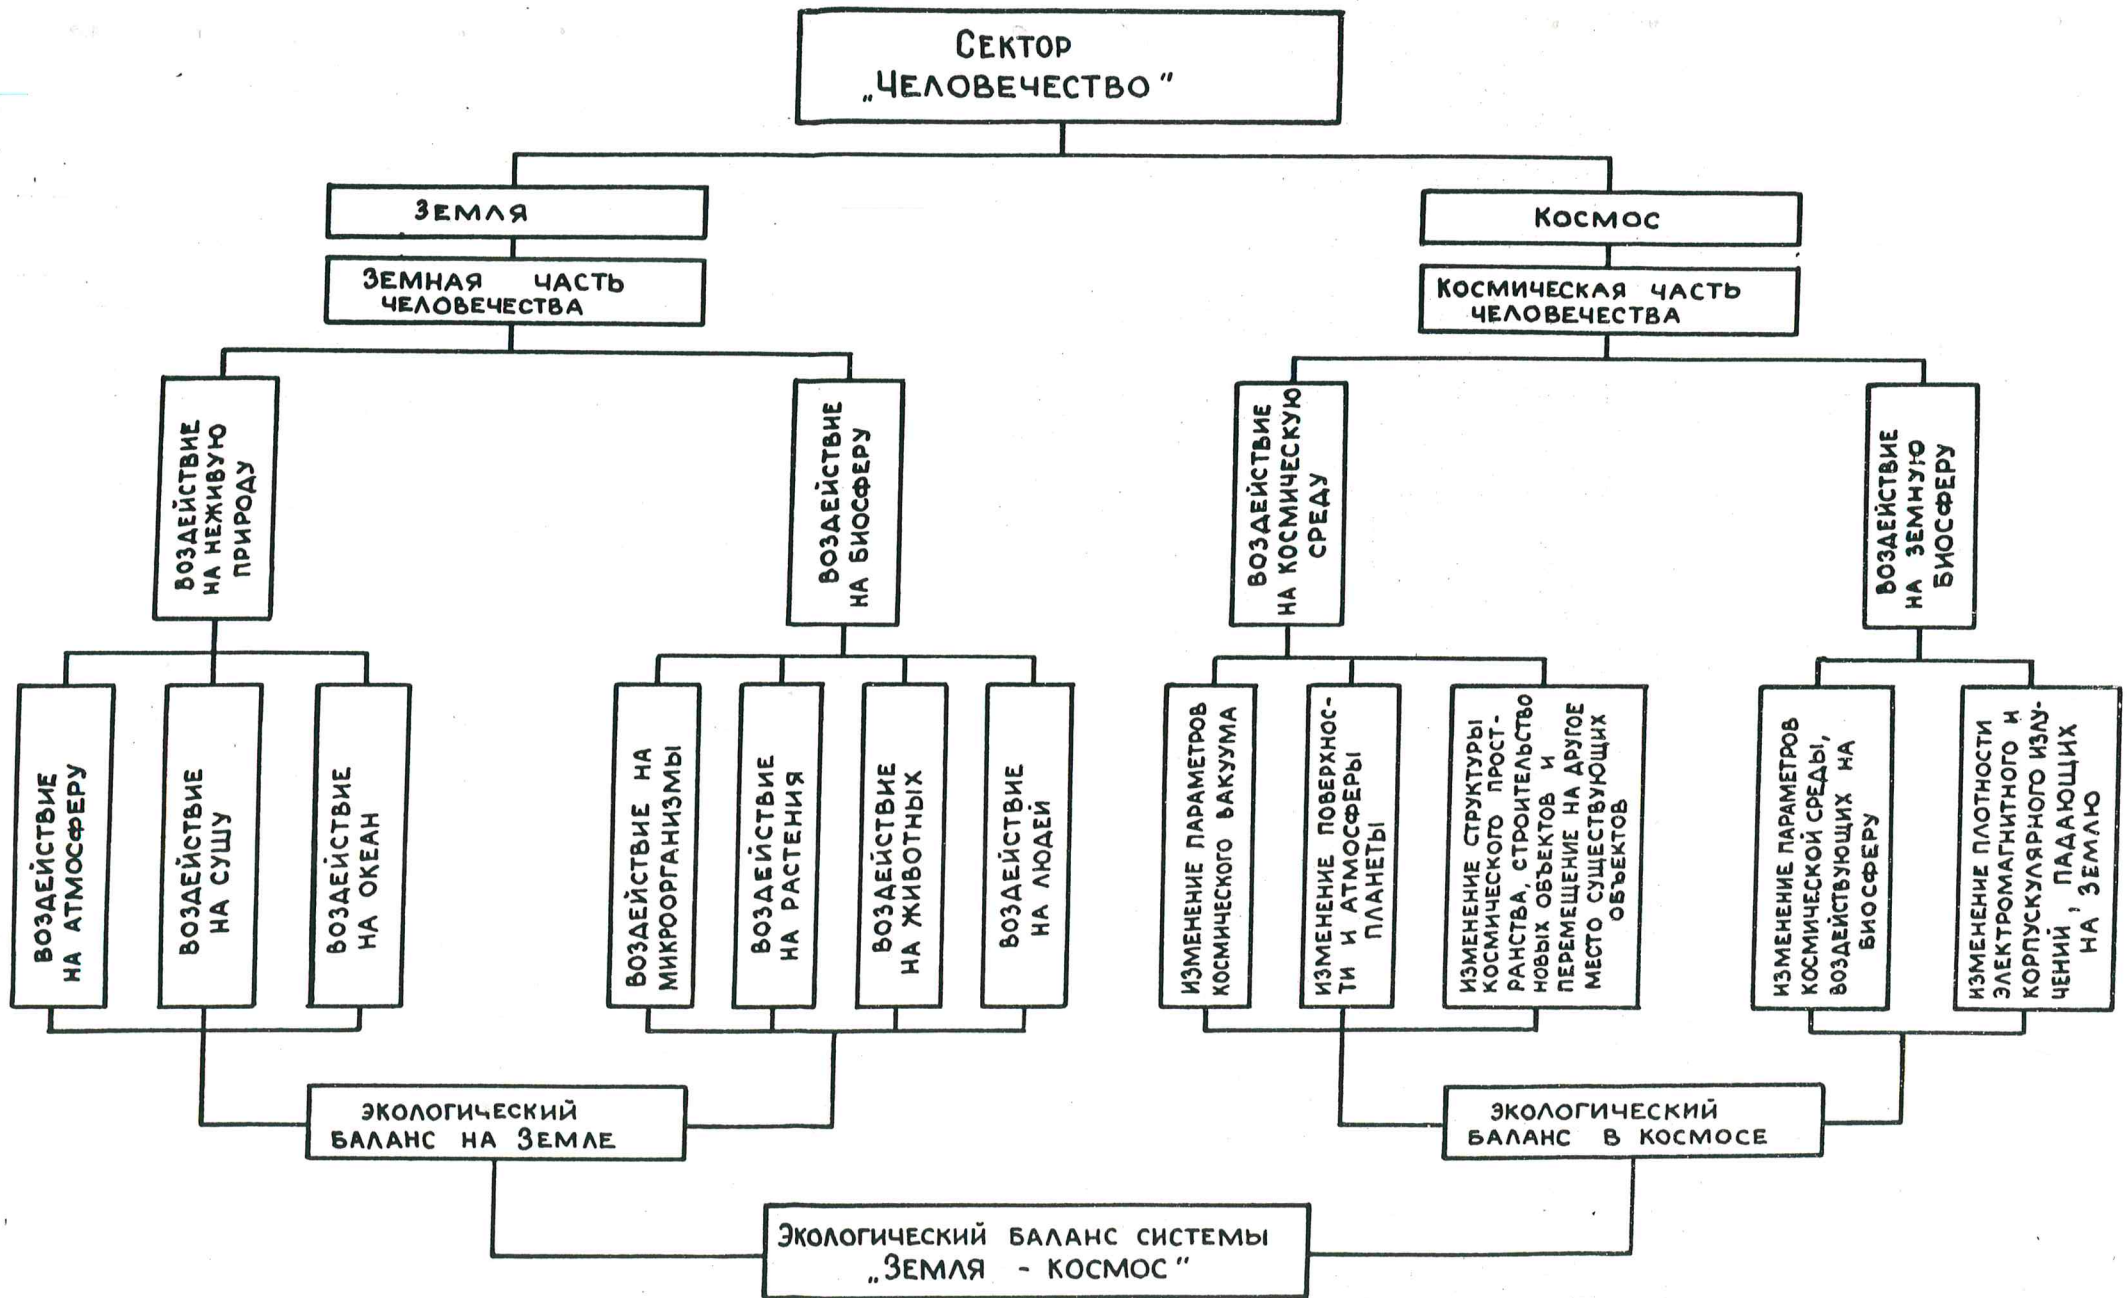 Сектор
„Человечество"
Земля
Космос
Земная часть
человечества
Космическая часть
человечества
Воздействие
на неживую
природу
Воздействие
на биосферу
Воздействие
на космическую
среду
Воздействие
на земную
биосферу
Воздействие
на атмосферу
Воздействие
на сушу
Воздействие
на океан
Воздействие на
микроорганизмы
Воздействие
на растения
Воздействие
на животных
Воздействие
на людей
Изменение параметров
космического вакуума
Изменение поверхнос-
ти и атмосферы
планеты
Изменение структуры
космического прост-
ранства, строительство
новых объектов и
перемещение на другое
место существующих
объектов
Изменение параметров
космической среды,
воздействующих на
биосферу
Изменение плотности
электромагнитного и
корпускулярного излу-
чений, падающих
на Землю
Экологический
баланс на Земле
Экологический
баланс в космосе
Экологический баланс системы
„Земля - космос"